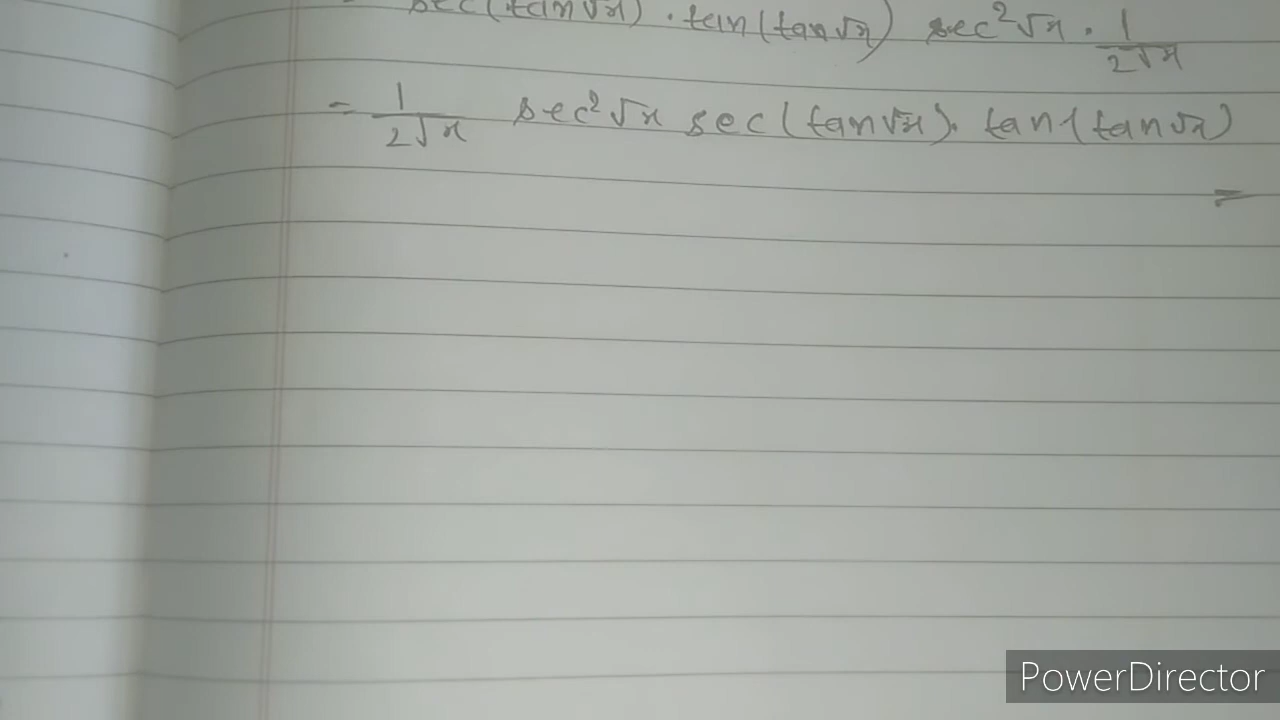 sec(tan√x) . tan(tan√x) sec²√x . 1/2√x
= 1/2√x sec²√x sec(tan√x). tan(tan√x)
=
PowerDirector